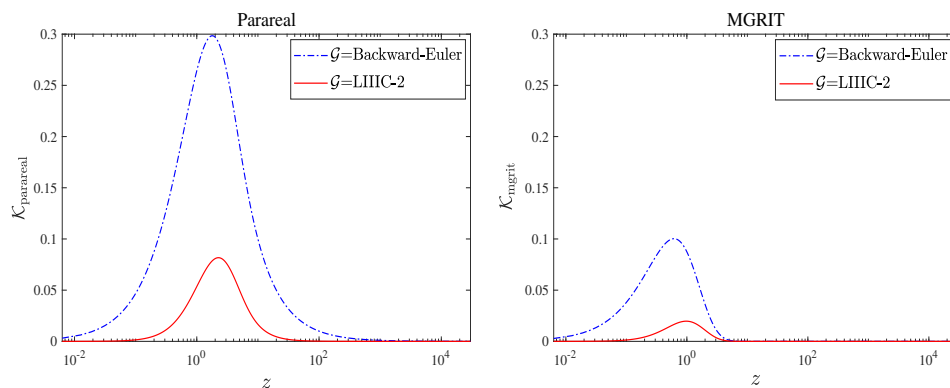 Parareal
0.3
0.25
0.2
0.15
0.1
0.05
0
𝒦parareal
𝒢=Backward-Euler
𝒢=LIIIC-2
10⁻²
10⁰
10²
10⁴
z
MGRIT
0.3
0.25
0.2
0.15
0.1
0.05
0
𝒦mgrit
𝒢=Backward-Euler
𝒢=LIIIC-2
10⁻²
10⁰
10²
10⁴
z